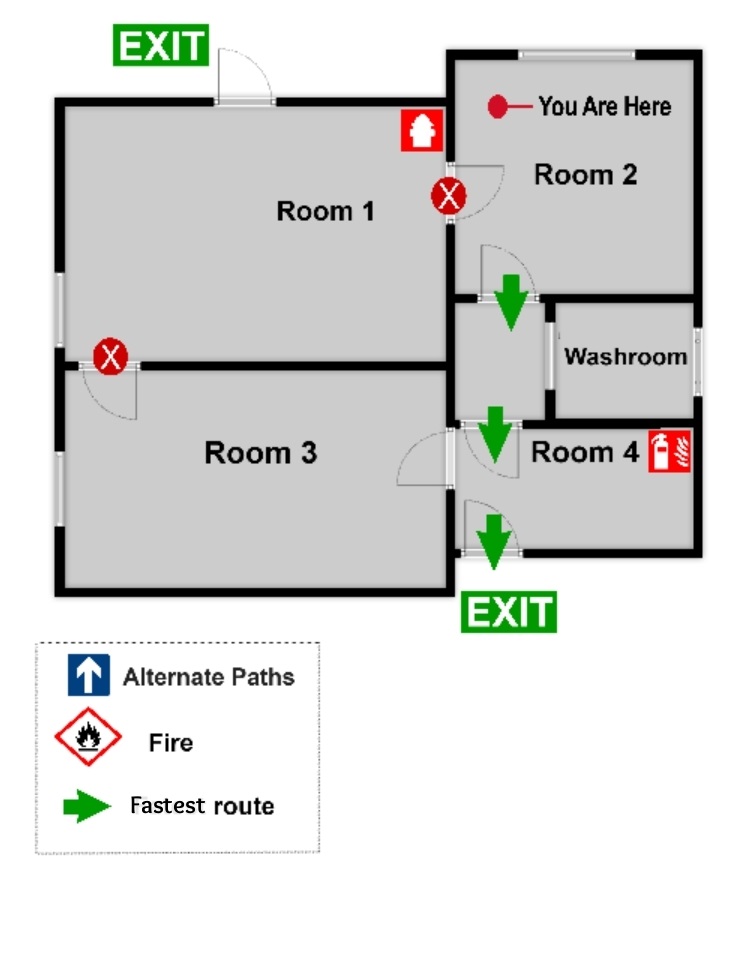 EXIT
You Are Here
Room 2
X
Room 1
Washroom
X
Room 3
Room 4
EXIT
Alternate Paths
Fire
Fastest route